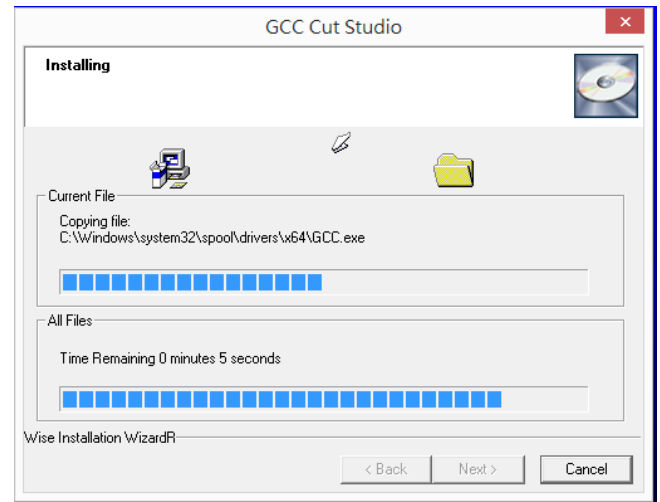 GCC Cut Studio
Installing
Current File
Copying file:
C:\Windows\system32\spool\drivers\x64\GCC.exe
All Files
Time Remaining 0 minutes 5 seconds
Wise Installation WizardR
< Back
Next >
Cancel